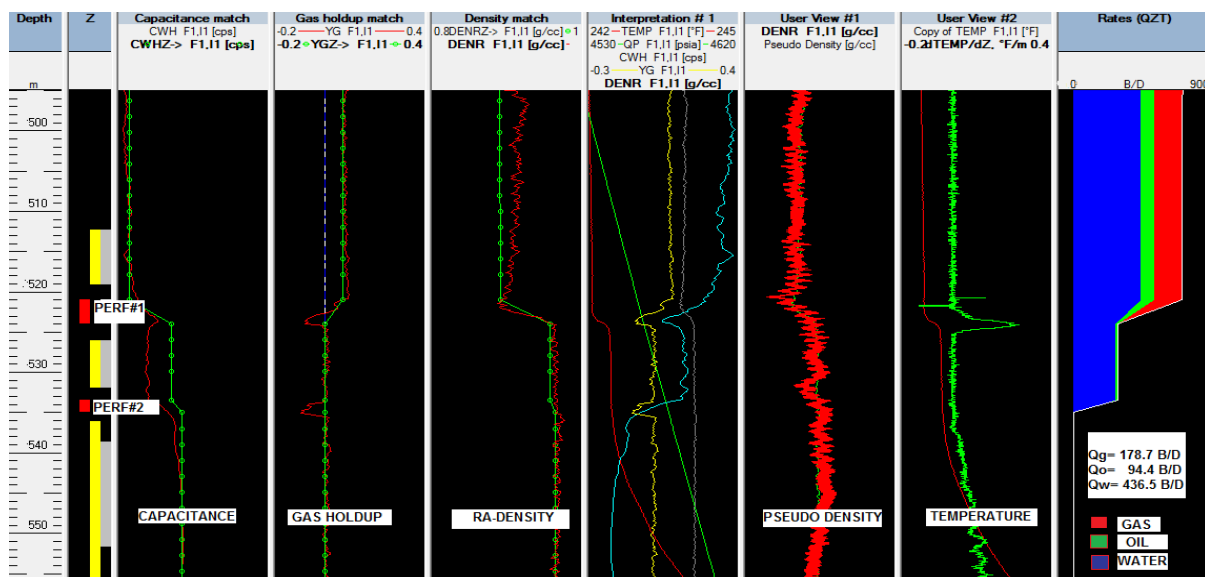 Depth
Z
Capacitance match
Gas holdup match
Density match
Interpretation # 1
User View #1
User View #2
Rates (QZT)
m
CWH F1,I1 [cps]
CWHZ-> F1,I1 [cps]
-0.2 YG F1,I1 0.4
-0.2 YGZ-> F1,I1 0.4
0.8DENRZ-> F1,I1 [g/cc] 1
DENR F1,I1 [g/cc]
242 TEMP F1,I1 [°F] 245
4530 QP F1,I1 [psia] 4620
CWH F1,I1 [cps]
-0.3 YG F1,I1 0.4
DENR F1,I1 [g/cc]
DENR F1,I1 [g/cc]
Pseudo Density [g/cc]
Copy of TEMP F1,I1 [°F]
-0.2dTEMP/dZ, °F/m 0.4
0 B/D 900
500
510
520
530
540
550
PERF#1
PERF#2
CAPACITANCE
GAS HOLDUP
RA-DENSITY
PSEUDO DENSITY
TEMPERATURE
Qg= 178.7 B/D
Qo= 94.4 B/D
Qw= 436.5 B/D
GAS
OIL
WATER